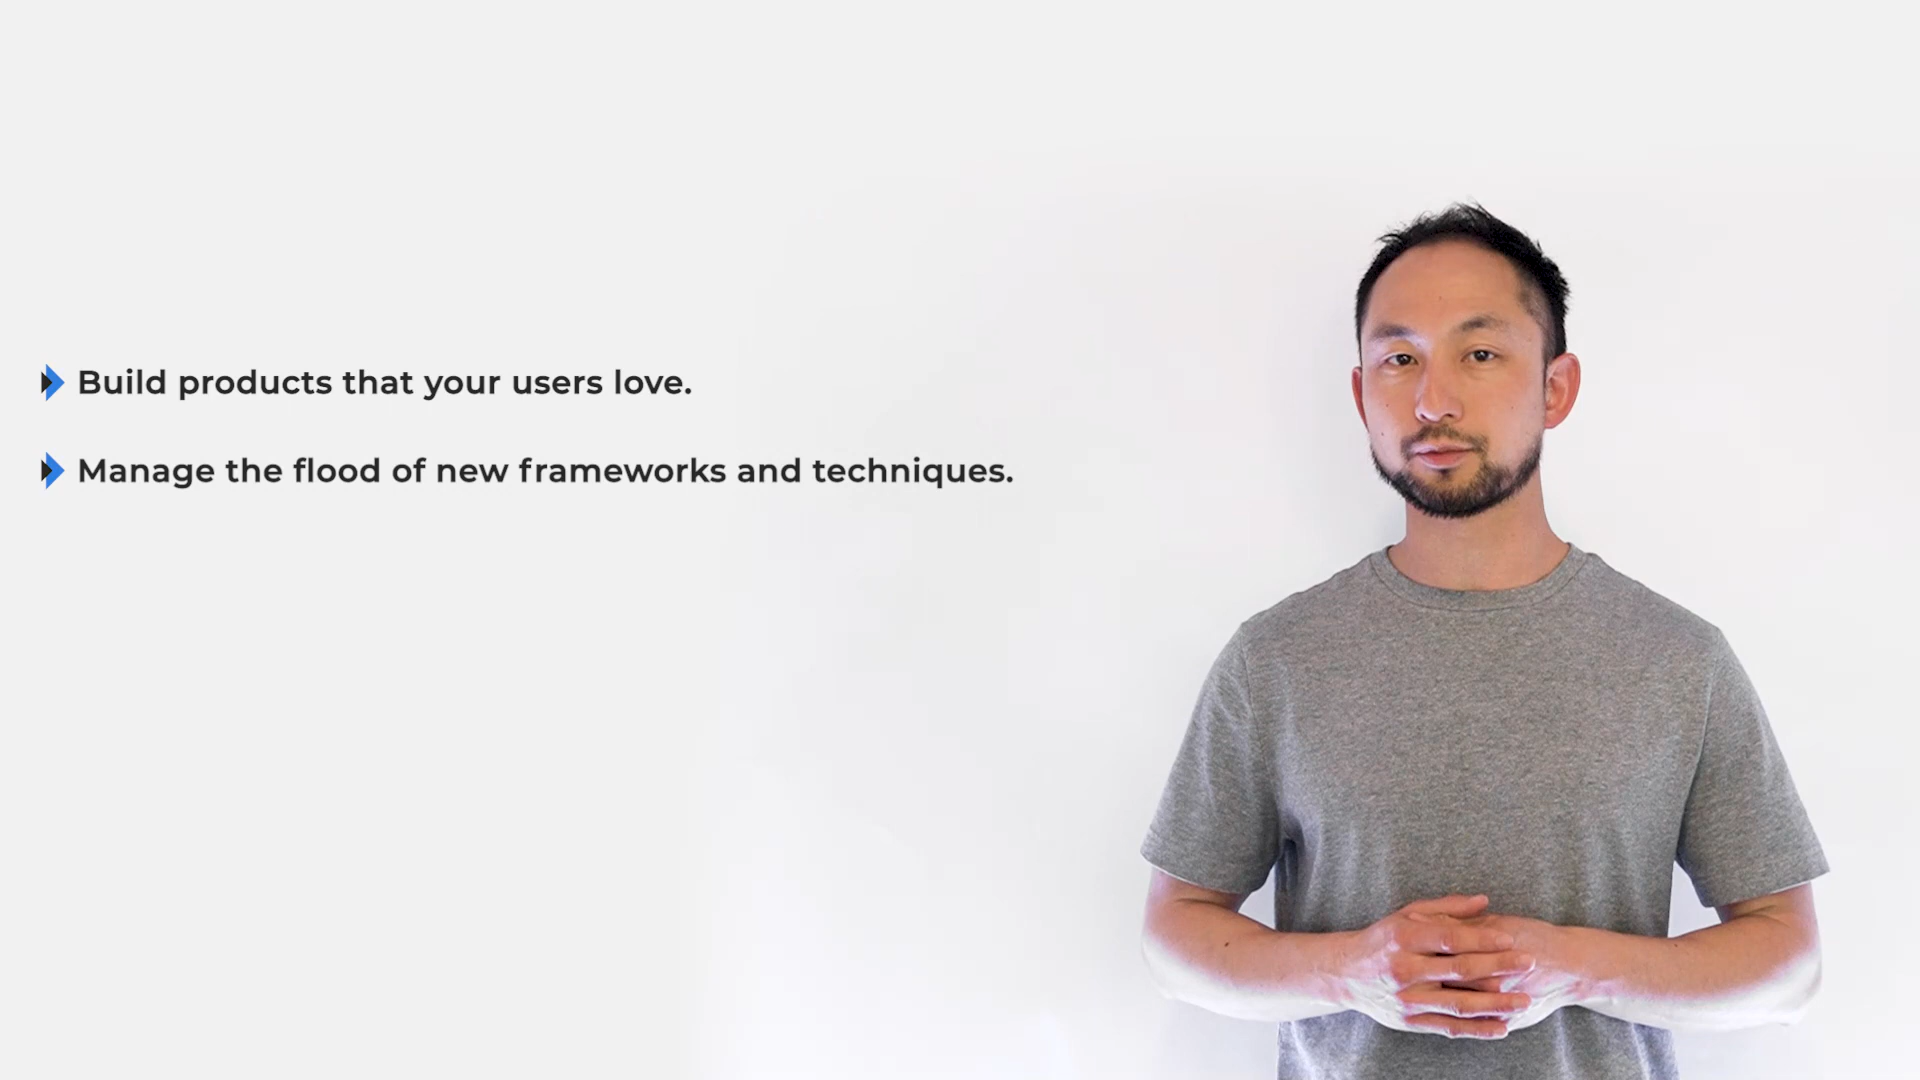 Build products that your users love.
Manage the flood of new frameworks and techniques.